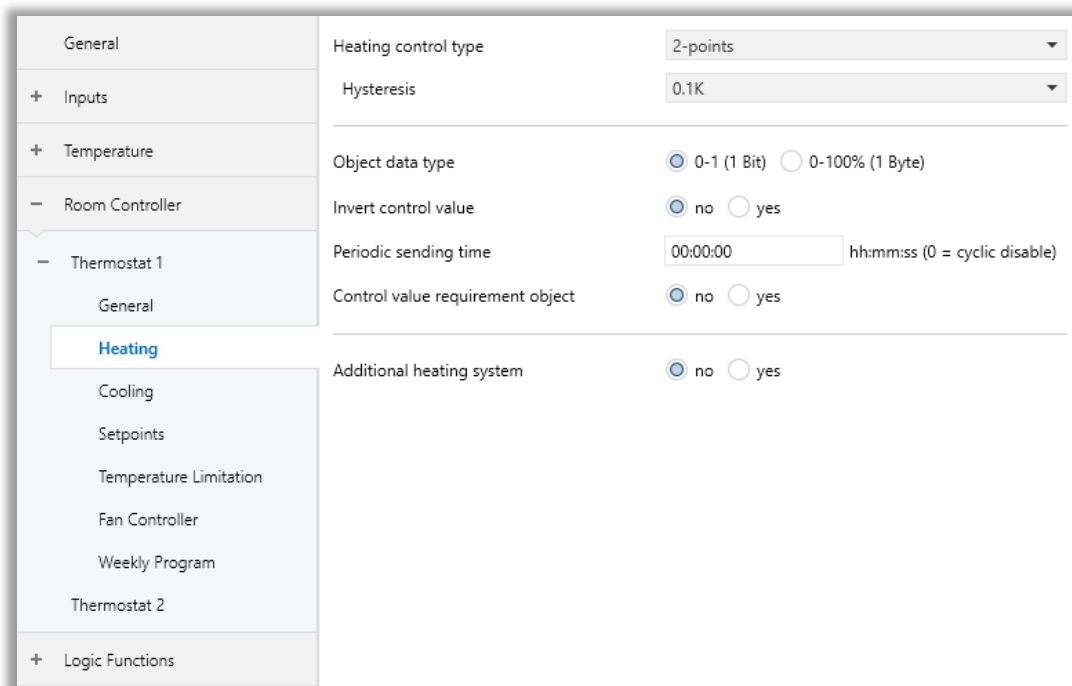 General
+ Inputs
+ Temperature
− Room Controller
− Thermostat 1
General
Heating
Cooling
Setpoints
Temperature Limitation
Fan Controller
Weekly Program
Thermostat 2
+ Logic Functions
Heating control type 2-points
Hysteresis 0.1K
Object data type 0-1 (1 Bit) 0-100% (1 Byte)
Invert control value no yes
Periodic sending time 00:00:00 hh:mm:ss (0 = cyclic disable)
Control value requirement object no yes
Additional heating system no yes